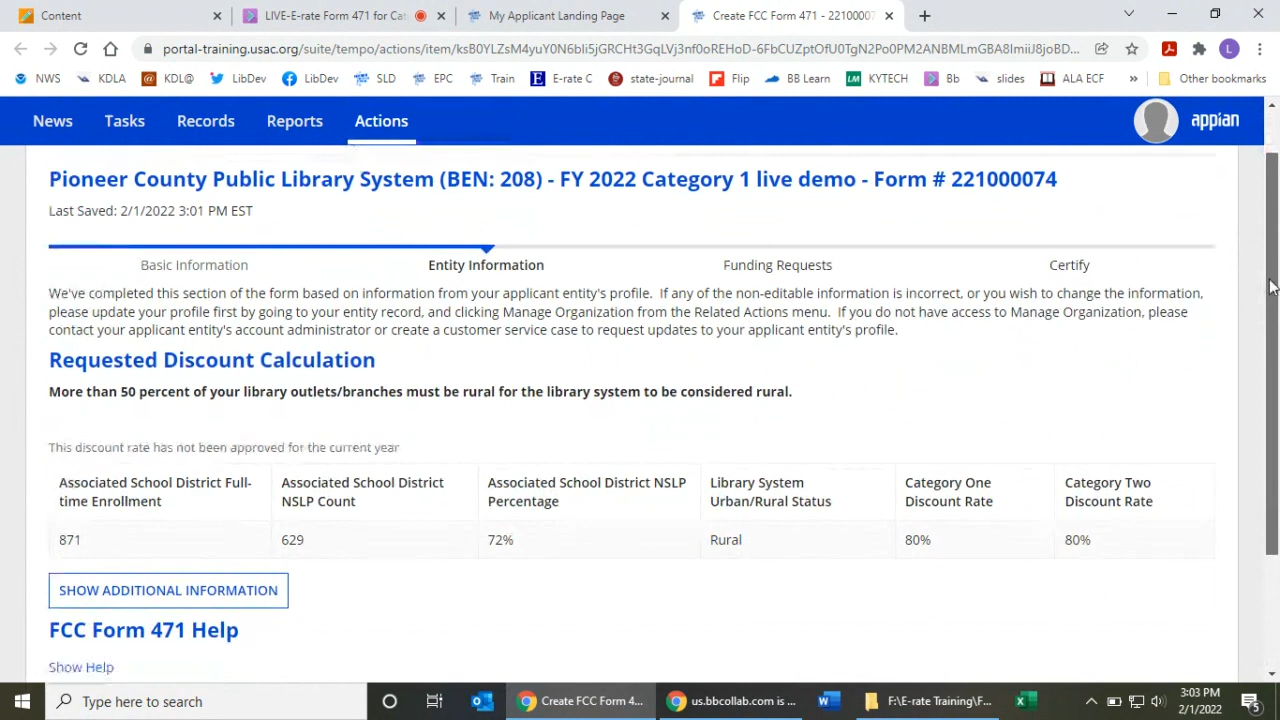 Content
LIVE-E-rate Form 471 for Cat
My Applicant Landing Page
Create FCC Form 471 - 22100007
portal-training.usac.org/suite/tempo/actions/item/
L
NWS
KDLA
KDL@
LibDev
LibDev
SLD
EPC
Train
E-rate C
state-journal
Flip
BB Learn
KYTECH
Bb
slides
ALA ECF
Other bookmarks
News
Tasks
Records
Reports
Actions
appian
Pioneer County Public Library System (BEN: 208) - FY 2022 Category 1 live demo - Form # 221000074
Last Saved: 2/1/2022 3:01 PM EST
Basic Information
Entity Information
Funding Requests
Certify
We've completed this section of the form based on information from your applicant entity's profile. If any of the non-editable information is incorrect, or you wish to change the information,
please update your profile first by going to your entity record, and clicking Manage Organization from the Related Actions menu. If you do not have access to Manage Organization, please
contact your applicant entity's account administrator or create a customer service case to request updates to your applicant entity's profile.
Requested Discount Calculation
More than 50 percent of your library outlets/branches must be rural for the library system to be considered rural.
This discount rate has not been approved for the current year
Associated School District Full-
time Enrollment
Associated School District
NSLP Count
Associated School District NSLP
Percentage
Library System
Urban/Rural Status
Category One
Discount Rate
Category Two
Discount Rate
871
629
72%
Rural
80%
80%
SHOW ADDITIONAL INFORMATION
FCC Form 471 Help
Show Help
Type here to search
Create FCC Form 4...
us.bbcollab.com is ...
F:\E-rate Training\F...
3:03 PM
2/1/2022
5